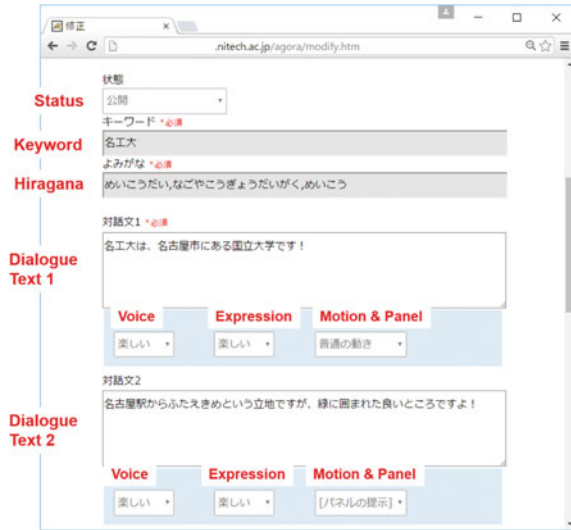 修正
.nitech.ac.jp/agora/modify.htm
状態
Status
公開
キーワード *必須
Keyword
名工大
よみがな *必須
Hiragana
めいこうだい,なごやこうぎょうだいがく,めいこう
対話文1 *必須
Dialogue
Text 1
名工大は、名古屋市にある国立大学です！
Voice Expression Motion & Panel
楽しい 楽しい 普通の動き
対話文2
Dialogue
Text 2
名古屋駅からふたえきめという立地ですが、緑に囲まれた良いところですよ！
Voice Expression Motion & Panel
楽しい 楽しい [パネルの提示]